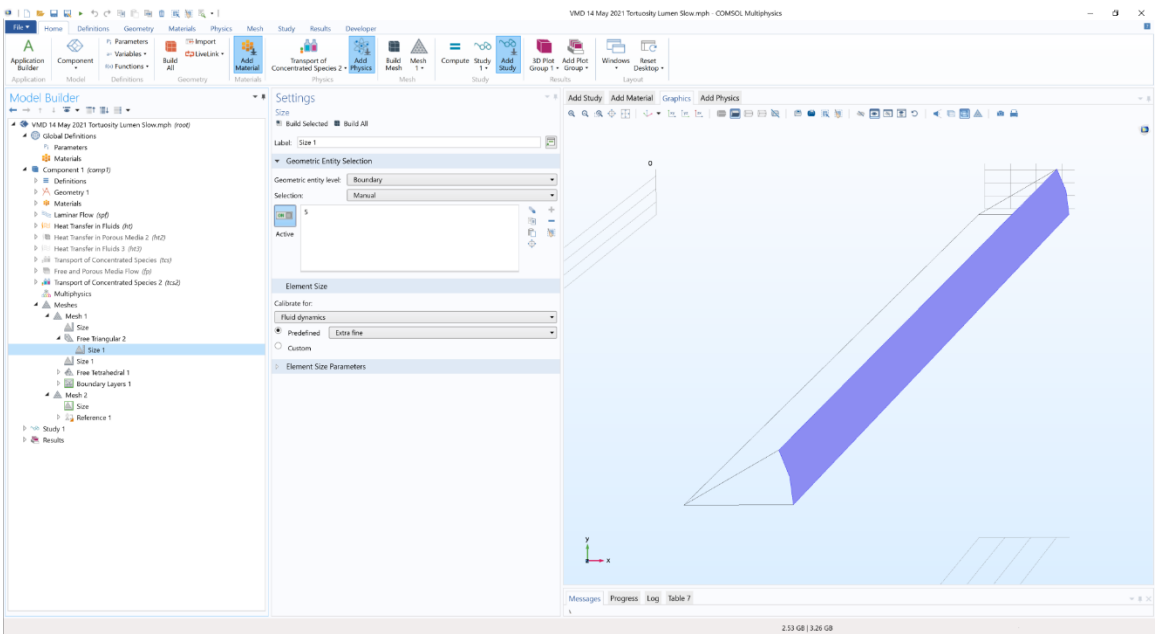 VMD 14 May 2021 Tortuosity Lumen Slow.mph - COMSOL Multiphysics
File Home Definitions Geometry Materials Physics Mesh Study Results Developer
Application Builder
Component
Pi Parameters
a= Variables
f(x) Functions
Build All
Import
LiveLink
Add Material
Transport of Concentrated Species 2
Add Physics
Build Mesh
Mesh 1
Compute
Study 1
Add Study
3D Plot Group 1
Add Plot Group
Windows
Reset Desktop
Application Model Definitions Geometry Materials Physics Mesh Study Results Layout
Model Builder
VMD 14 May 2021 Tortuosity Lumen Slow.mph (root)
Global Definitions
Pi Parameters
Materials
Component 1 (comp1)
Definitions
Geometry 1
Materials
Laminar Flow (spf)
Heat Transfer in Fluids (ht)
Heat Transfer in Porous Media 2 (ht2)
Heat Transfer in Fluids 3 (ht3)
Transport of Concentrated Species (tcs)
Free and Porous Media Flow (fp)
Transport of Concentrated Species 2 (tcs2)
Multiphysics
Meshes
Mesh 1
Size
Free Triangular 2
Size 1
Size 1
Free Tetrahedral 1
Boundary Layers 1
Mesh 2
Size
Reference 1
Study 1
Results
Settings
Size
Build Selected Build All
Label: Size 1
Geometric Entity Selection
Geometric entity level: Boundary
Selection: Manual
5
Active
Element Size
Calibrate for:
Fluid dynamics
Predefined Extra fine
Custom
Element Size Parameters
Add Study Add Material Graphics Add Physics
0
y
x
Messages Progress Log Table 7
2.53 GB | 3.26 GB